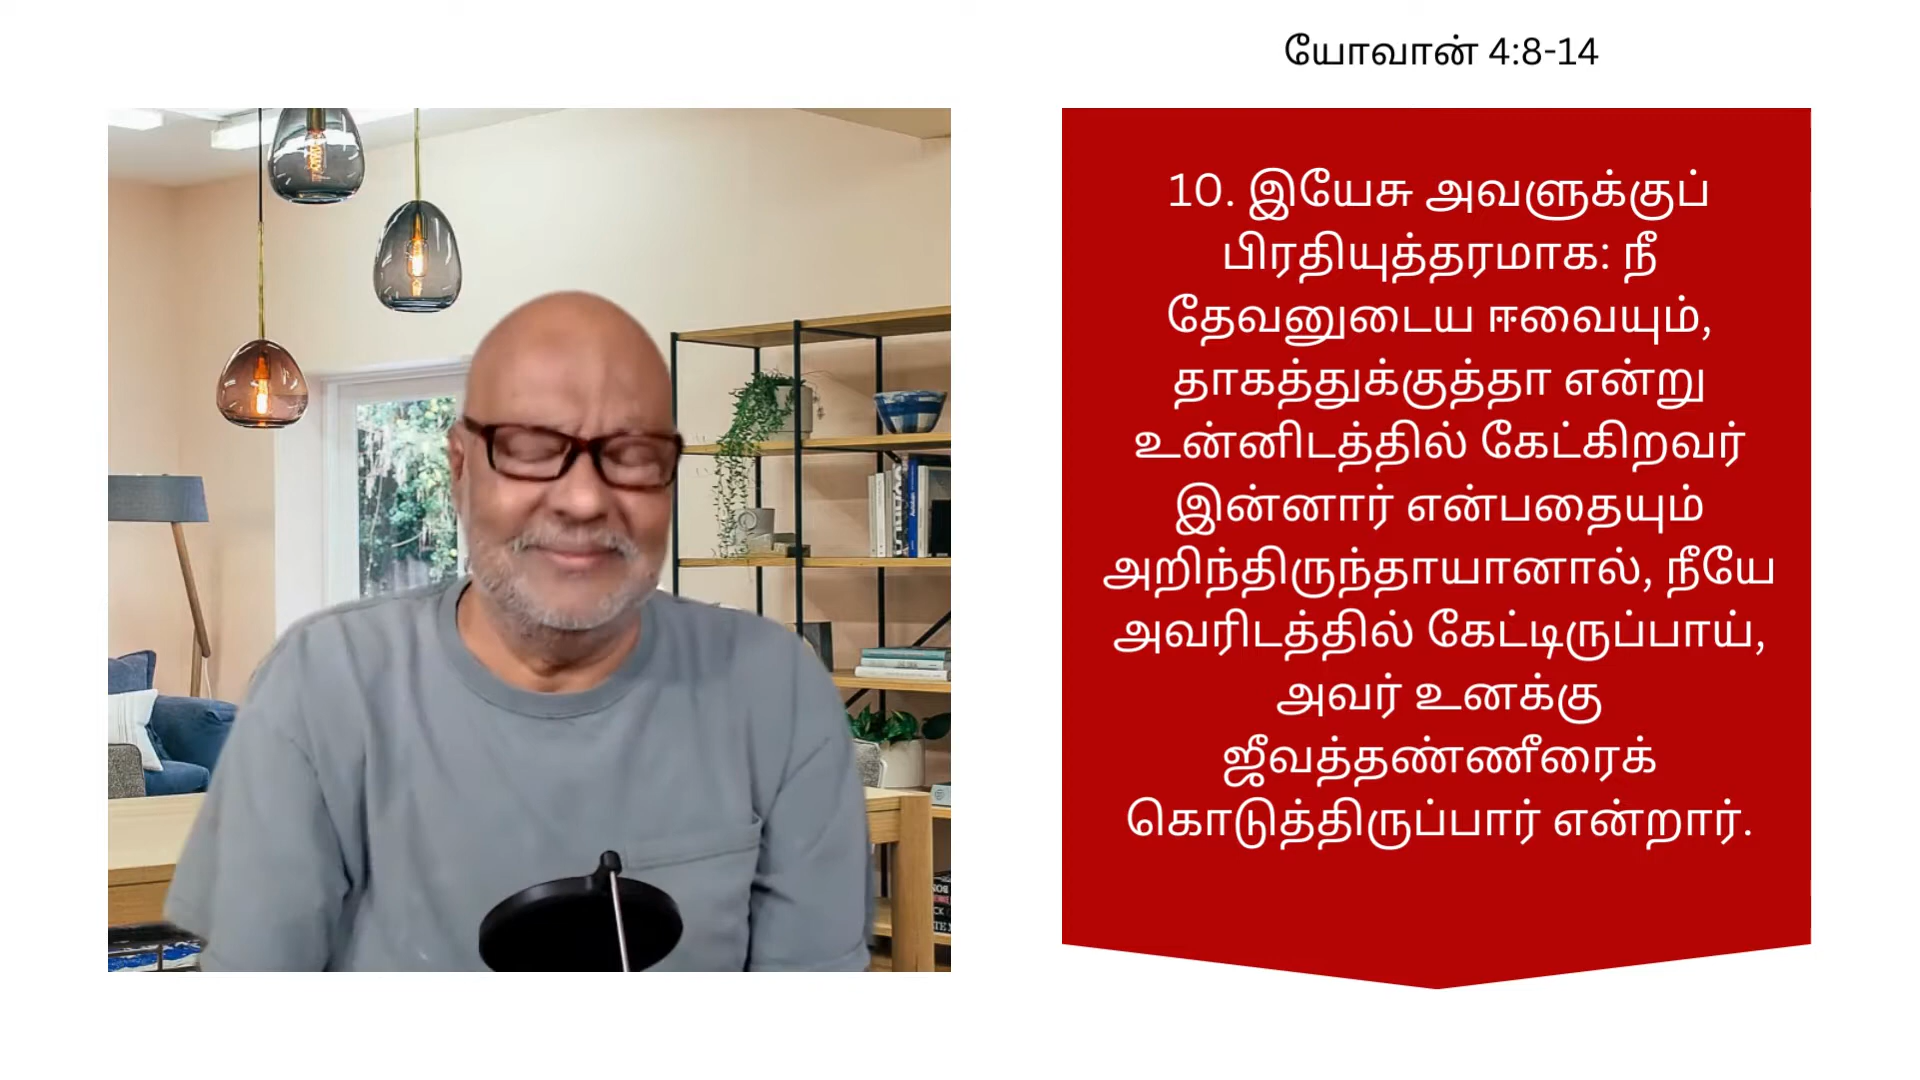 யோவான் 4:8-14
10. இயேசு அவளுக்குப்
பிரதியுத்தரமாக: நீ
தேவனுடைய ஈவையும்,
தாகத்துக்குத்தா என்று
உன்னிடத்தில் கேட்கிறவர்
இன்னார் என்பதையும்
அறிந்திருந்தாயானால், நீயே
அவரிடத்தில் கேட்டிருப்பாய்,
அவர் உனக்கு
ஜீவத்தண்ணீரைக்
கொடுத்திருப்பார் என்றார்.